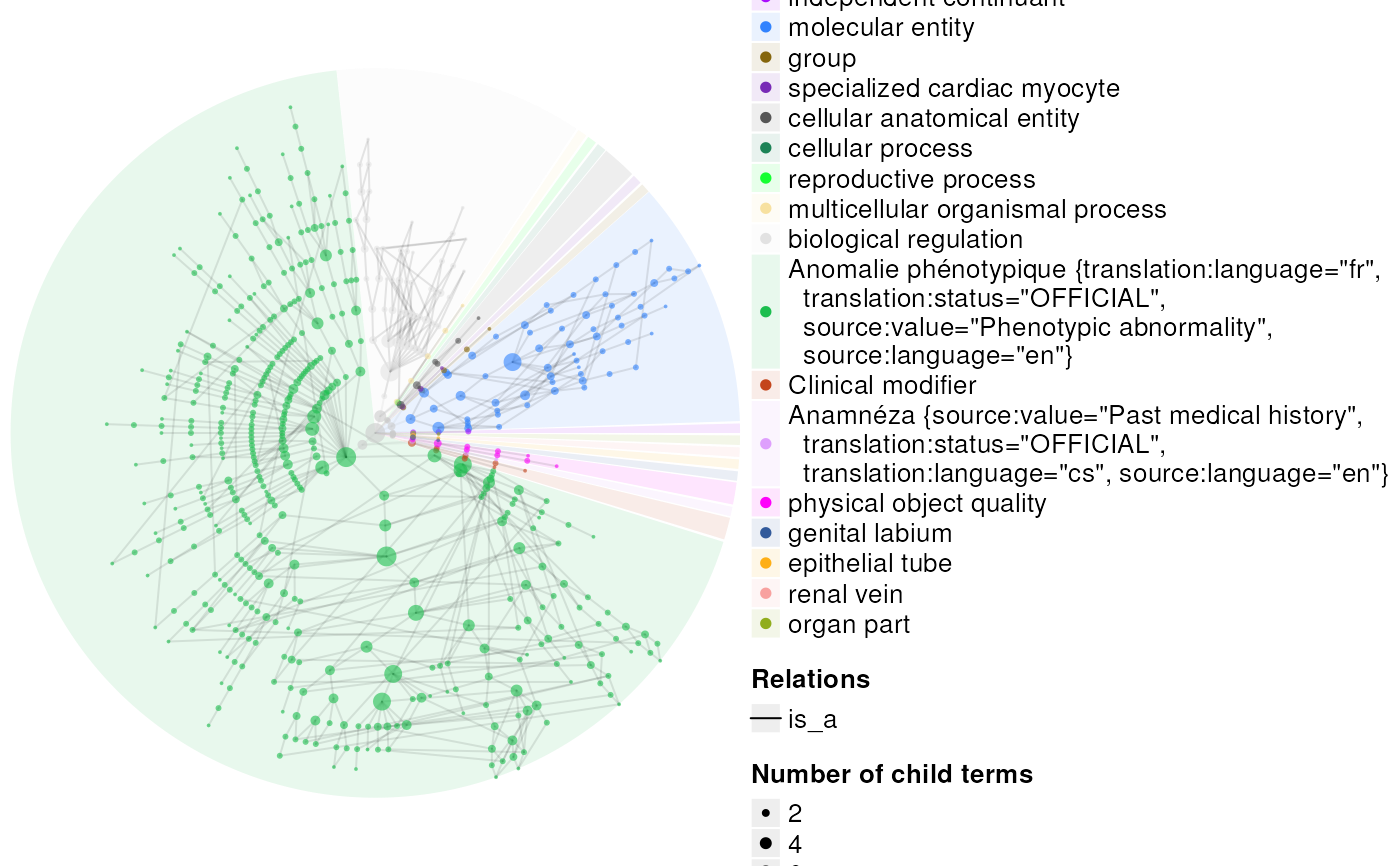 independent continuant
molecular entity
group
specialized cardiac myocyte
cellular anatomical entity
cellular process
reproductive process
multicellular organismal process
biological regulation
Anomalie phénotypique {translation:language="fr",
translation:status="OFFICIAL",
source:value="Phenotypic abnormality",
source:language="en"}
Clinical modifier
Anamnéza {source:value="Past medical history",
translation:status="OFFICIAL",
translation:language="cs", source:language="en"}
physical object quality
genital labium
epithelial tube
renal vein
organ part
Relations
is_a
Number of child terms
2
4